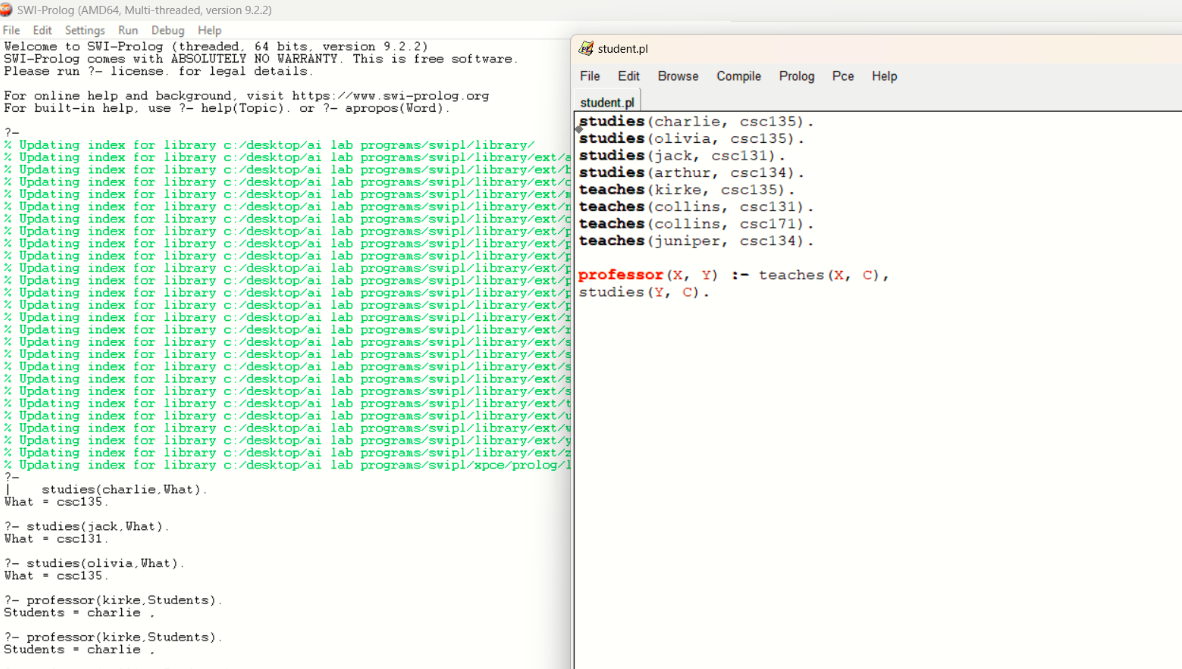 SWI-Prolog (AMD64, Multi-threaded, version 9.2.2)
File Edit Settings Run Debug Help
Welcome to SWI-Prolog (threaded, 64 bits, version 9.2.2)
SWI-Prolog comes with ABSOLUTELY NO WARRANTY. This is free software.
Please run ?- license. for legal details.
For online help and background, visit https://www.swi-prolog.org
For built-in help, use ?- help(Topic). or ?- apropos(Word).
?-
% Updating index for library c:/desktop/ai lab programs/swipl/library/
% Updating index for library c:/desktop/ai lab programs/swipl/library/ext/a
% Updating index for library c:/desktop/ai lab programs/swipl/library/ext/b
% Updating index for library c:/desktop/ai lab programs/swipl/library/ext/c
% Updating index for library c:/desktop/ai lab programs/swipl/library/ext/
% Updating index for library c:/desktop/ai lab programs/swipl/library/ext/
% Updating index for library c:/desktop/ai lab programs/swipl/library/ext/
% Updating index for library c:/desktop/ai lab programs/swipl/library/ext/
% Updating index for library c:/desktop/ai lab programs/swipl/library/ext/p
% Updating index for library c:/desktop/ai lab programs/swipl/library/ext/p
% Updating index for library c:/desktop/ai lab programs/swipl/library/ext/p
% Updating index for library c:/desktop/ai lab programs/swipl/library/ext/p
% Updating index for library c:/desktop/ai lab programs/swipl/library/ext/p
% Updating index for library c:/desktop/ai lab programs/swipl/library/ext/p
% Updating index for library c:/desktop/ai lab programs/swipl/library/ext/r
% Updating index for library c:/desktop/ai lab programs/swipl/library/ext/r
% Updating index for library c:/desktop/ai lab programs/swipl/library/ext/s
% Updating index for library c:/desktop/ai lab programs/swipl/library/ext/s
% Updating index for library c:/desktop/ai lab programs/swipl/library/ext/s
% Updating index for library c:/desktop/ai lab programs/swipl/library/ext/s
% Updating index for library c:/desktop/ai lab programs/swipl/library/ext/s
% Updating index for library c:/desktop/ai lab programs/swipl/library/ext/t
% Updating index for library c:/desktop/ai lab programs/swipl/library/ext/u
% Updating index for library c:/desktop/ai lab programs/swipl/library/ext/
% Updating index for library c:/desktop/ai lab programs/swipl/library/ext/y
% Updating index for library c:/desktop/ai lab programs/swipl/library/ext/z
% Updating index for library c:/desktop/ai lab programs/swipl/xpce/prolog/l
?-
| studies(charlie,What).
What = csc135.
?- studies(jack,What).
What = csc131.
?- studies(olivia,What).
What = csc135.
?- professor(kirke,Students).
Students = charlie ,
?- professor(kirke,Students).
Students = charlie ,
student.pl
File Edit Browse Compile Prolog Pce Help
student.pl
studies(charlie, csc135).
studies(olivia, csc135).
studies(jack, csc131).
studies(arthur, csc134).
teaches(kirke, csc135).
teaches(collins, csc131).
teaches(collins, csc171).
teaches(juniper, csc134).
professor(X, Y) :- teaches(X, C),
studies(Y, C).